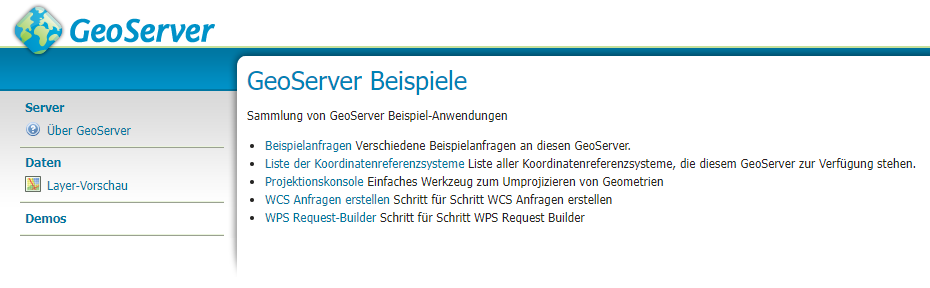 GeoServer
GeoServer Beispiele
Sammlung von GeoServer Beispiel-Anwendungen
Server
Über GeoServer
Daten
Layer-Vorschau
Demos
Beispielanfragen Verschiedene Beispielanfragen an diesen GeoServer.
Liste der Koordinatenreferenzsysteme Liste aller Koordinatenreferenzsysteme, die diesem GeoServer zur Verfügung stehen.
Projektionskonsole Einfaches Werkzeug zum Umprojizieren von Geometrien
WCS Anfragen erstellen Schritt für Schritt WCS Anfragen erstellen
WPS Request-Builder Schritt für Schritt WPS Request Builder